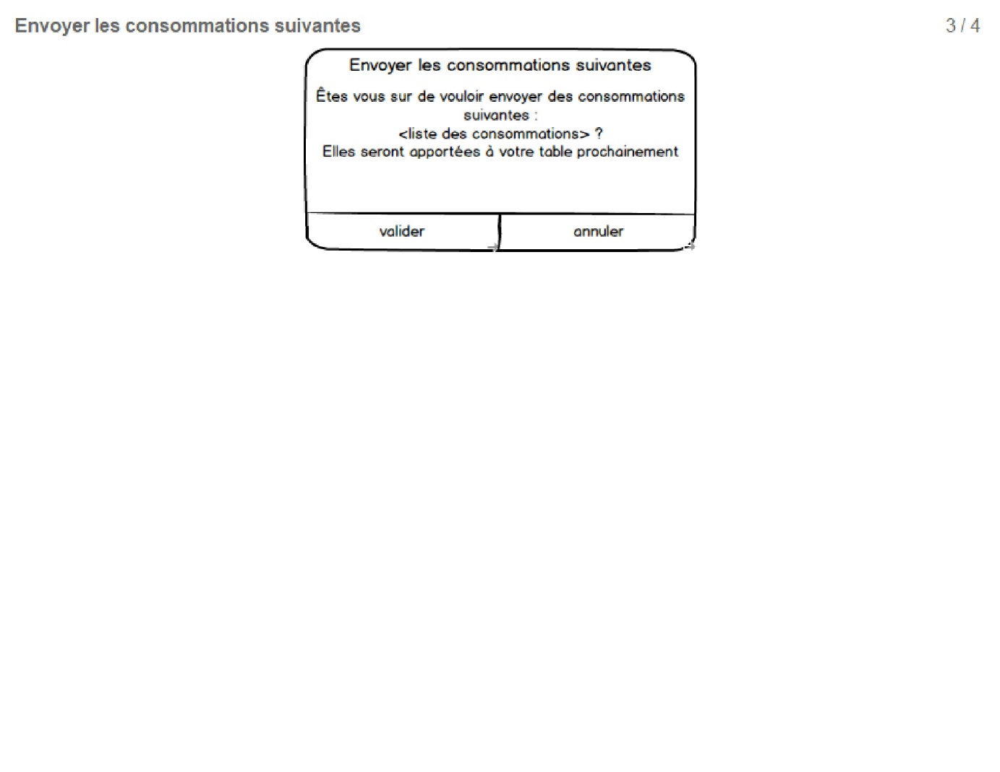 Envoyer les consommations suivantes
3 / 4
Envoyer les consommations suivantes
Êtes vous sur de vouloir envoyer des consommations
suivantes :
<liste des consommations> ?
Elles seront apportées à votre table prochainement
valider
annuler